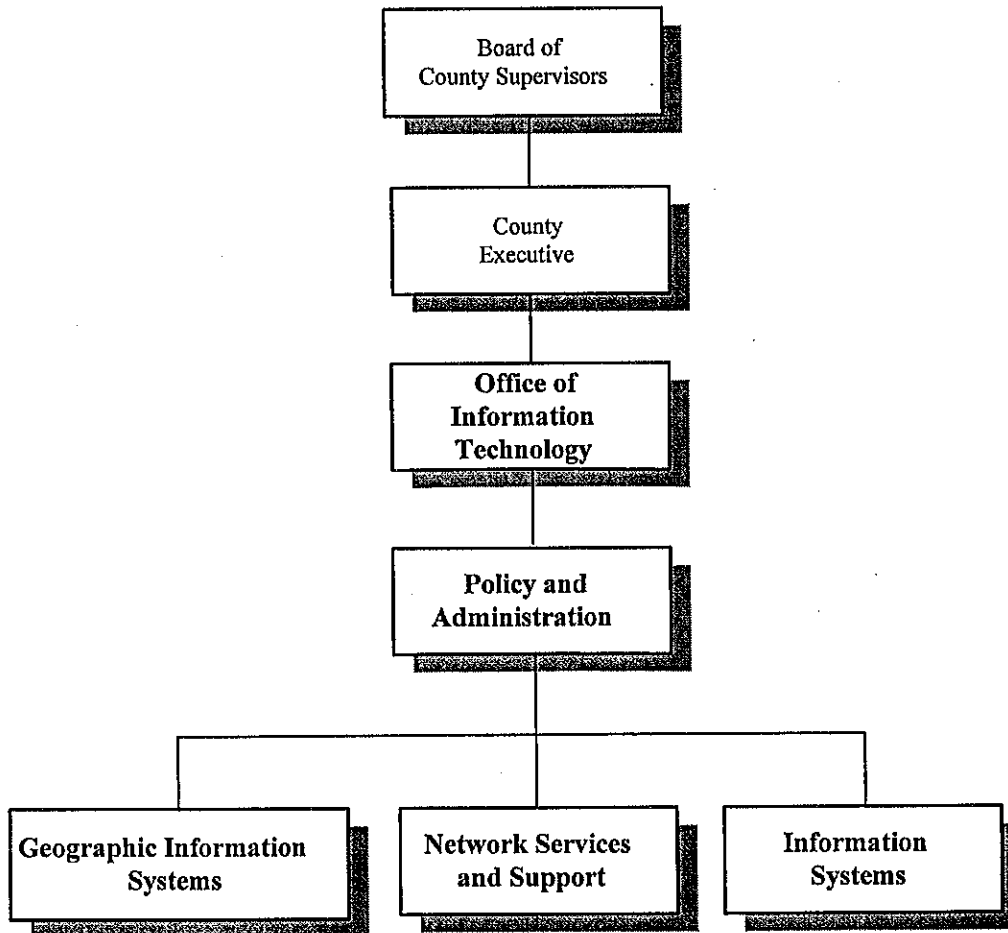 Board of
County Supervisors
County
Executive
Office of
Information
Technology
Policy and
Administration
Geographic Information
Systems
Network Services
and Support
Information
Systems